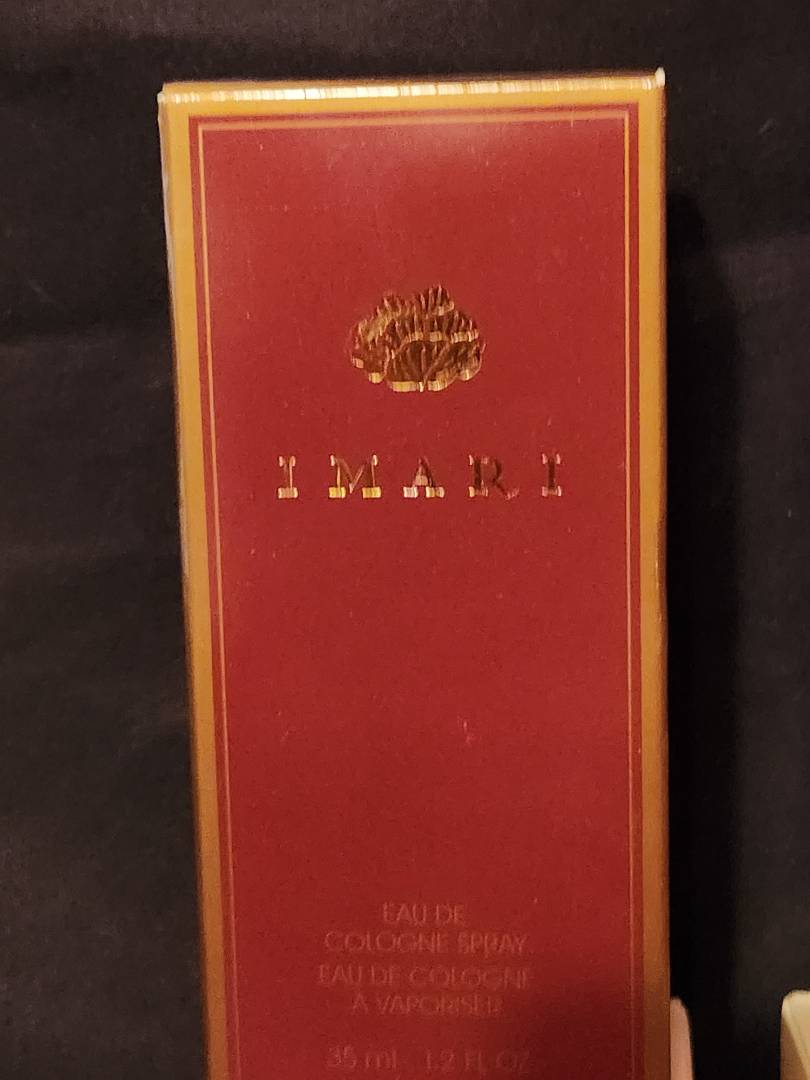 IMARI
EAU DE
COLOGNE SPRAY
EAU DE COLOGNE
À VAPORISER
35 ml - 1.2 FL OZ